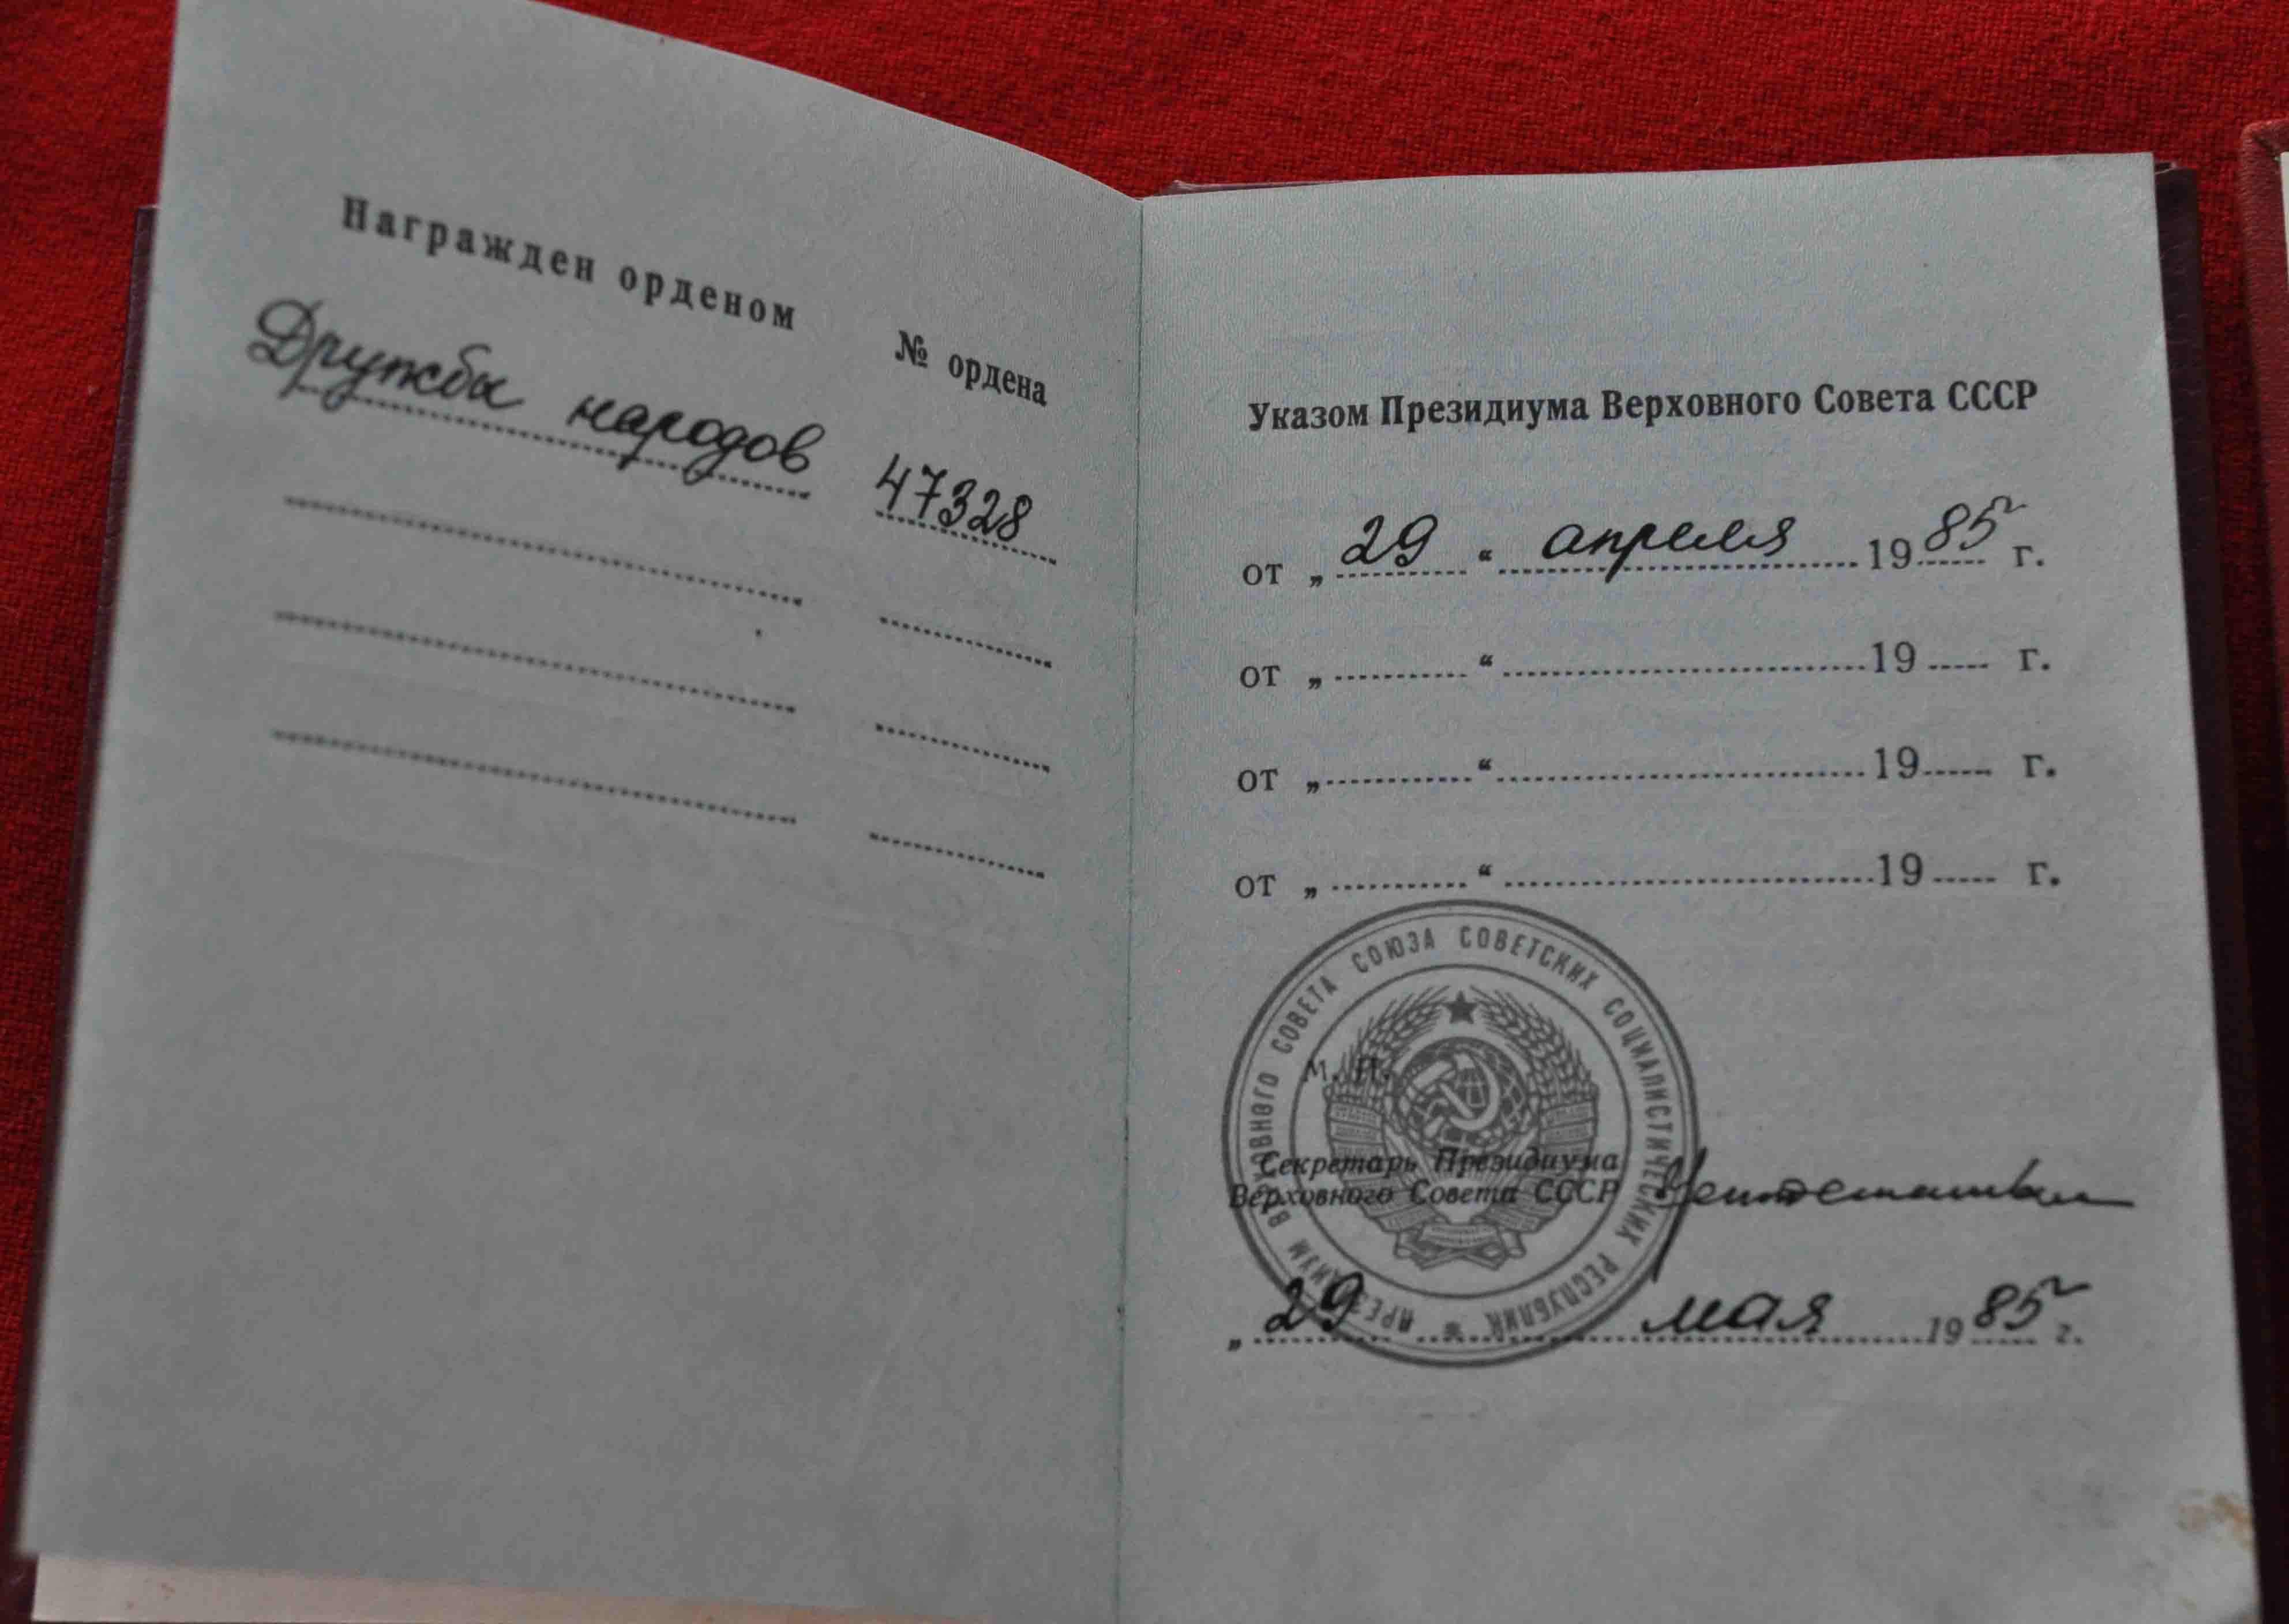 Награжден орденом
№ ордена
Дружбы народов 47328
Указом Президиума Верховного Совета СССР
от „ 29 “ апреля 1985 г.
от „ “ 19 г.
от „ “ 19 г.
от „ “ 19 г.
ПРЕЗИДИУМ ВЕРХОВНОГО СОВЕТА СОЮЗА СОВЕТСКИХ СОЦИАЛИСТИЧЕСКИХ РЕСПУБЛИК
М. П.
Секретарь Президиума
Верховного Совета СССР
„ 29 мая 1985 г.